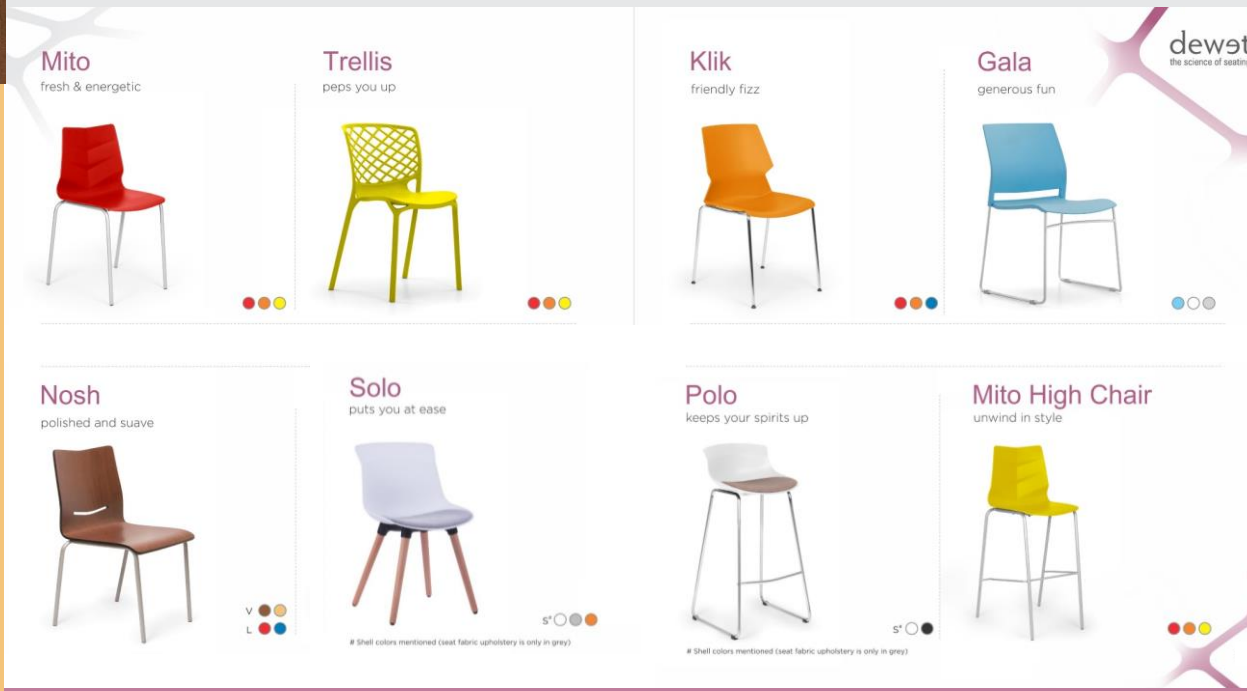 Mito
fresh & energetic
Trellis
peps you up
Klik
friendly fizz
Gala
generous fun
dewət
the science of seating
Nosh
polished and suave
V
L
Solo
puts you at ease
S#
# Shell colors mentioned (seat fabric upholstery is only in grey)
Polo
keeps your spirits up
S#
# Shell colors mentioned (seat fabric upholstery is only in grey)
Mito High Chair
unwind in style